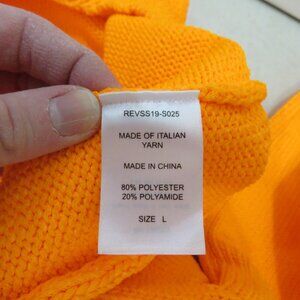 REVSS19-S025
MADE OF ITALIAN
YARN
MADE IN CHINA
80% POLYESTER
20% POLYAMIDE
SIZE L